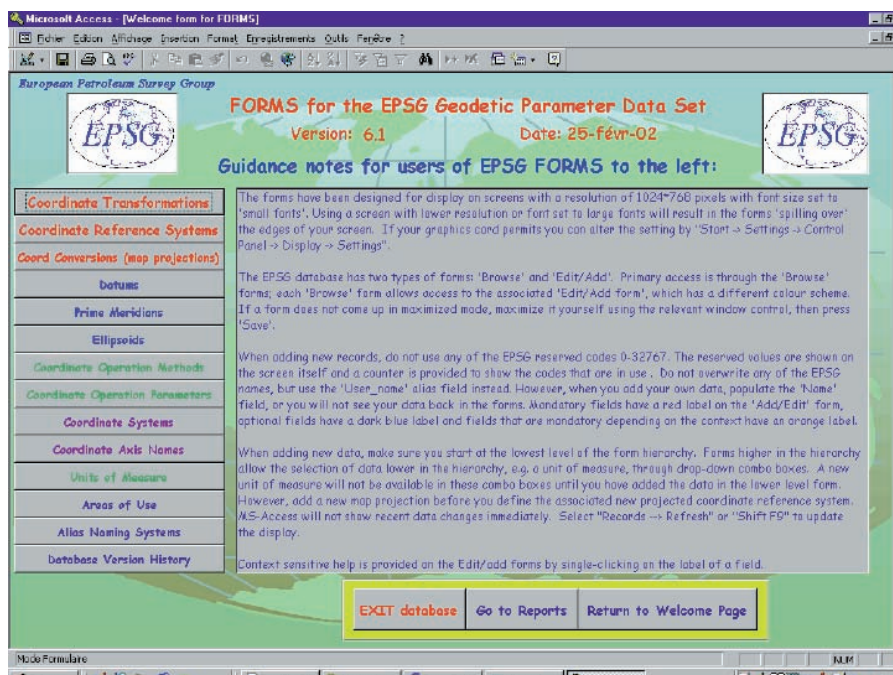 Microsoft Access - [Welcome form for FORMS]
Fichier Edition Affichage Insertion Format Enregistrements Outils Fenêtre ?
European Petroleum Survey Group
EPSG
FORMS for the EPSG Geodetic Parameter Data Set
Version: 6.1 Date: 25-févr-02
EPSG
Guidance notes for users of EPSG FORMS to the left:
Coordinate Transformations
Coordinate Reference Systems
Coord Conversions (map projections)
Datums
Prime Meridians
Ellipsoids
Coordinate Operation Methods
Coordinate Operation Parameters
Coordinate Systems
Coordinate Axis Names
Units of Measure
Areas of Use
Alias Naming Systems
Database Version History
The forms have been designed for display on screens with a resolution of 1024*768 pixels with font size set to
'small fonts'. Using a screen with lower resolution or font set to large fonts will result in the forms 'spilling over'
the edges of your screen. If your graphics card permits you can alter the setting by "Start -> Settings -> Control
Panel -> Display -> Settings".
The EPSG database has two types of forms: 'Browse' and 'Edit/Add'. Primary access is through the 'Browse'
forms; each 'Browse' form allows access to the associated 'Edit/Add form', which has a different colour scheme.
If a form does not come up in maximized mode, maximize it yourself using the relevant window control, then press
'Save'.
When adding new records, do not use any of the EPSG reserved codes 0-32767. The reserved values are shown on
the screen itself and a counter is provided to show the codes that are in use . Do not overwrite any of the EPSG
names, but use the 'User_name' alias field instead. However, when you add your own data, populate the 'Name'
field, or you will not see your data back in the forms. Mandatory fields have a red label on the 'Add/Edit' form,
optional fields have a dark blue label and fields that are mandatory depending on the context have an orange label.
When adding new data, make sure you start at the lowest level of the form hierarchy. Forms higher in the hierarchy
allow the selection of data lower in the hierarchy, e.g. a unit of measure, through drop-down combo boxes. A new
unit of measure will not be available in these combo boxes until you have added the data in the lower level form.
However, add a new map projection before you define the associated new projected coordinate reference system.
MS-Access will not show recent data changes immediately. Select "Records --> Refresh" or "Shift F9" to update
the display.
Context sensitive help is provided on the Edit/add forms by single-clicking on the label of a field.
EXIT database Go to Reports Return to Welcome Page
Mode Formulaire NUM